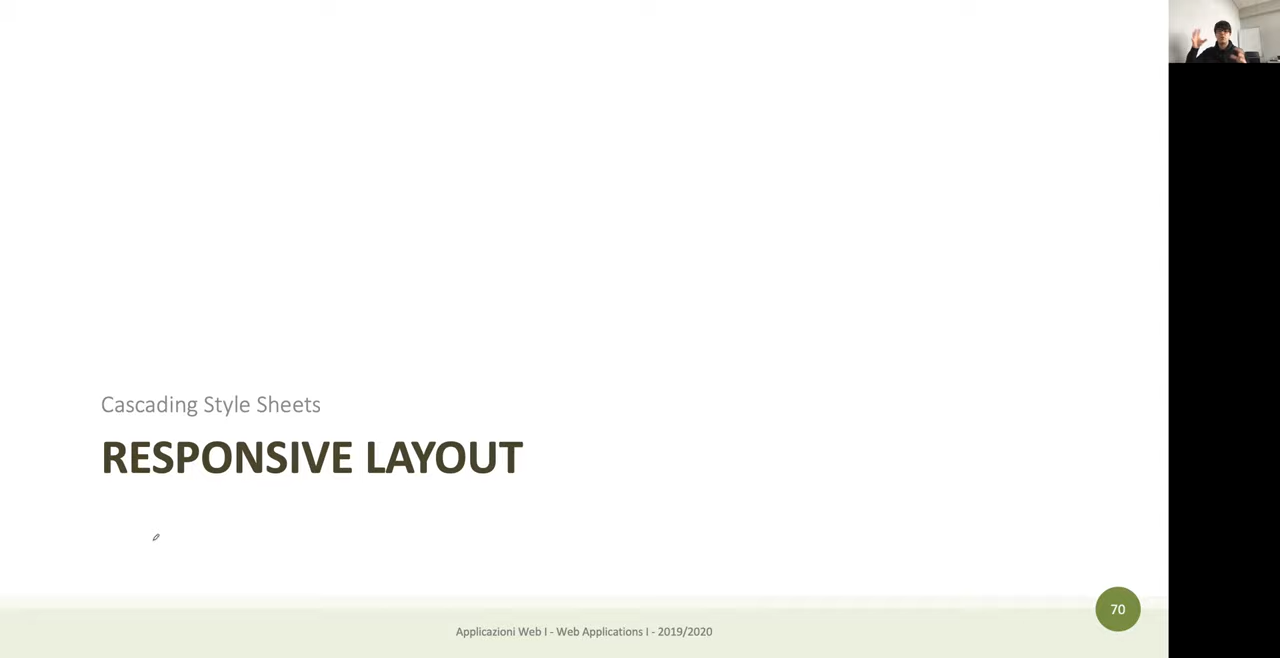 Cascading Style Sheets
RESPONSIVE LAYOUT
70
Applicazioni Web I - Web Applications I - 2019/2020